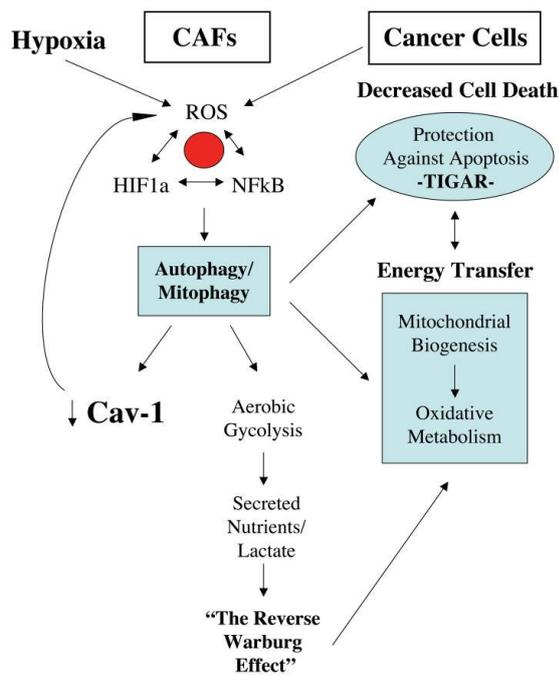 Hypoxia
CAFs
Cancer Cells
Decreased Cell Death
ROS
HIF1a
NFkB
Protection
Against Apoptosis
-TIGAR-
Autophagy/
Mitophagy
Energy Transfer
Mitochondrial
Biogenesis
Oxidative
Metabolism
Cav-1
Aerobic
Gycolysis
Secreted
Nutrients/
Lactate
“The Reverse
Warburg
Effect”